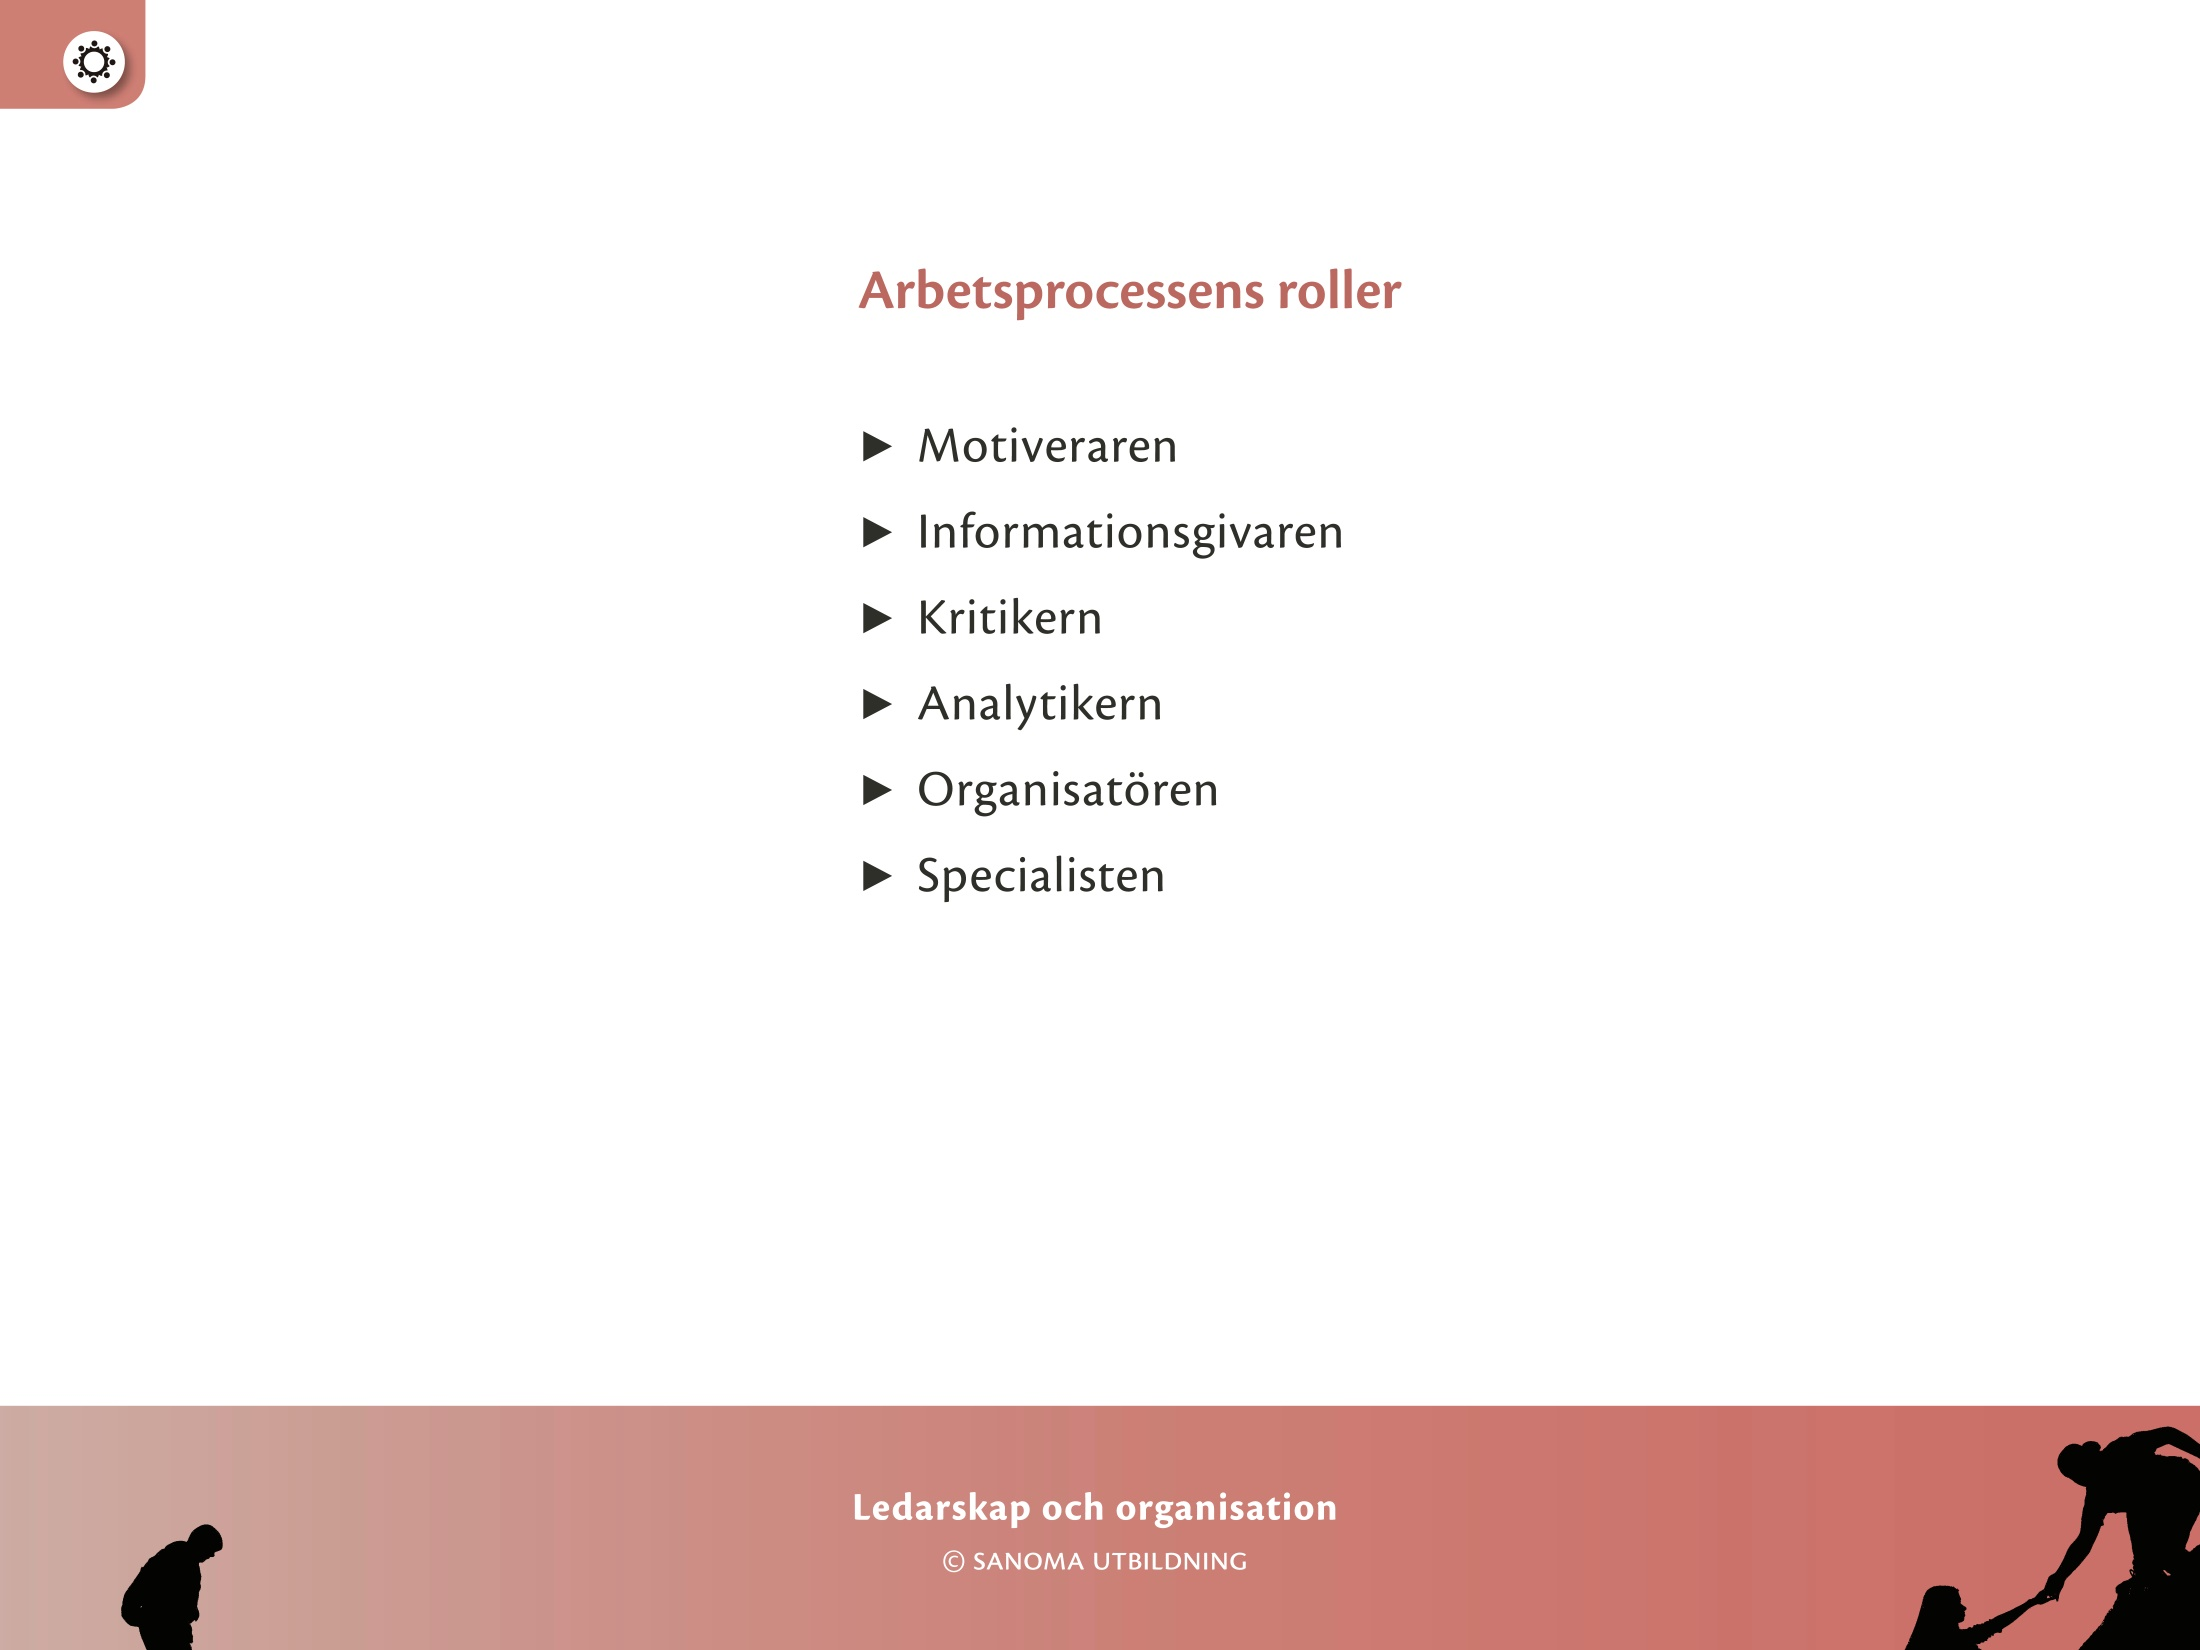 Arbetsprocessens roller
► Motiveraren
► Informationsgivaren
► Kritikern
► Analytikern
► Organisatören
► Specialisten
Ledarskap och organisation
© SANOMA UTBILDNING